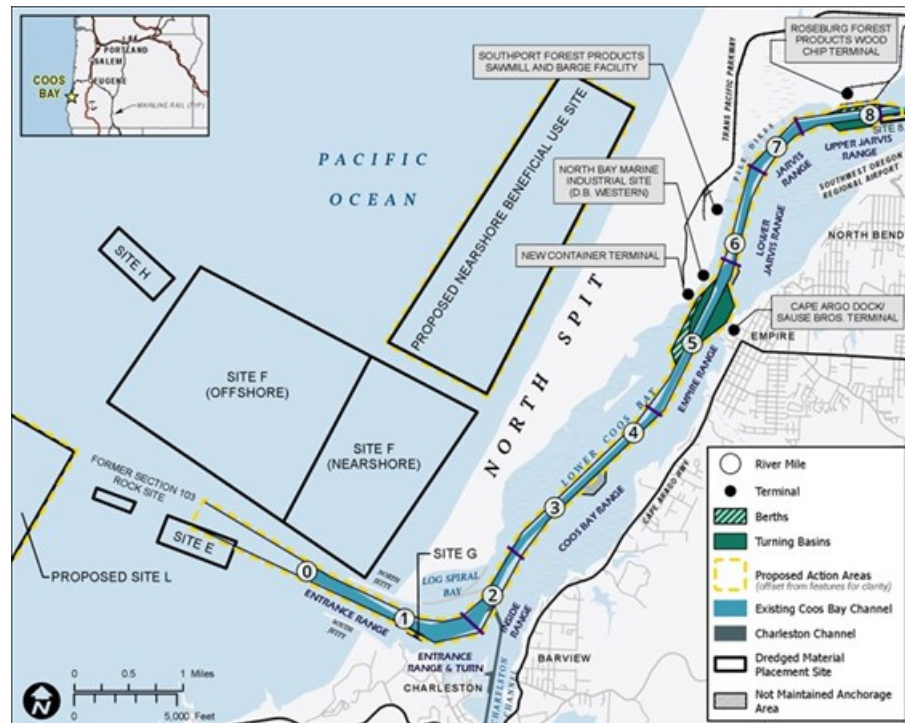 PORTLAND
SALEM
COOS
BAY
EUGENE
MAINLINE RAIL (TYP)
PACIFIC
OCEAN
SOUTHPORT FOREST PRODUCTS
SAWMILL AND BARGE FACILITY
ROSEBURG FOREST
PRODUCTS WOOD
CHIP TERMINAL
TRANS PACIFIC PARKWAY
NORTH BAY MARINE
INDUSTRIAL SITE
(D.B. WESTERN)
NEW CONTAINER TERMINAL
PILE DIKES
8
SITE 8
UPPER JARVIS
RANGE
7
JARVIS
RANGE
SOUTHWEST OREGON
REGIONAL AIRPORT
NORTH BEND
6
LOWER
JARVIS RANGE
CAPE ARGO DOCK/
SAUSE BROS. TERMINAL
EMPIRE
5
EMPIRE RANGE
4
PROPOSED NEARSHORE BENEFICIAL USE SITE
SITE H
SITE F
(OFFSHORE)
SITE F
(NEARSHORE)
NORTH SPIT
LOWER COOS BAY
3
COOS BAY RANGE
CAPE ARAGO HWY
FORMER SECTION 103
ROCK SITE
SITE E
PROPOSED SITE L
SITE G
NORTH
JETTY
LOG SPIRAL
BAY
0
ENTRANCE RANGE
SOUTH
JETTY
1
2
INSIDE
RANGE
ENTRANCE
RANGE & TURN
CHARLESTON
CHARLESTON
CHANNEL
BARVIEW
River Mile
Terminal
Berths
Turning Basins
Proposed Action Areas
(offset from features for clarity)
Existing Coos Bay Channel
Charleston Channel
Dredged Material
Placement Site
Not Maintained Anchorage
Area
0 0.5 1 Miles
0 5,000 Feet
N